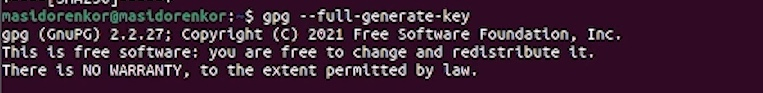 masidorenkor@masidorenkor:~$ gpg --full-generate-key
gpg (GnuPG) 2.2.27; Copyright (C) 2021 Free Software Foundation, Inc.
This is free software: you are free to change and redistribute it.
There is NO WARRANTY, to the extent permitted by law.